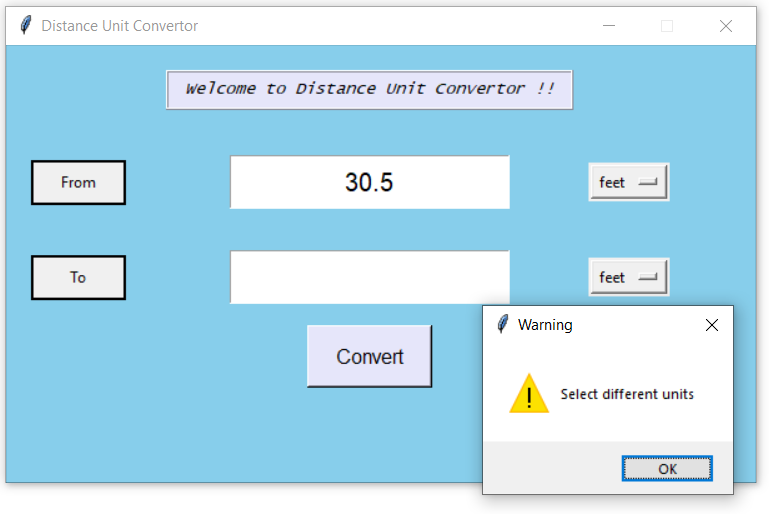 Distance Unit Convertor
Welcome to Distance Unit Convertor !!
From
30.5
feet
To
feet
Convert
Warning
Select different units
OK